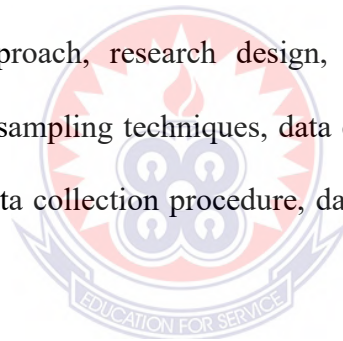 proach, research design,
sampling techniques, data
ta collection procedure, da
EDUCATION FOR SERVICE